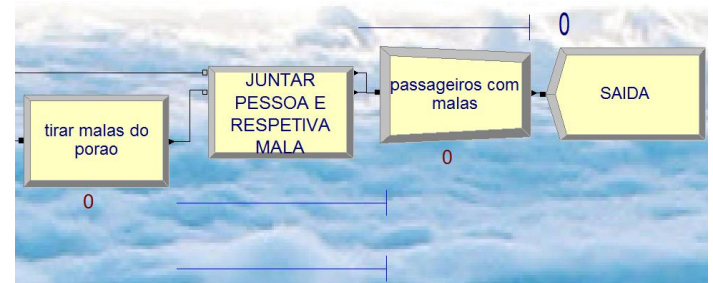 0
JUNTAR
PESSOA E
RESPETIVA
MALA
passageiros com
malas
SAIDA
tirar malas do
porao
0
0